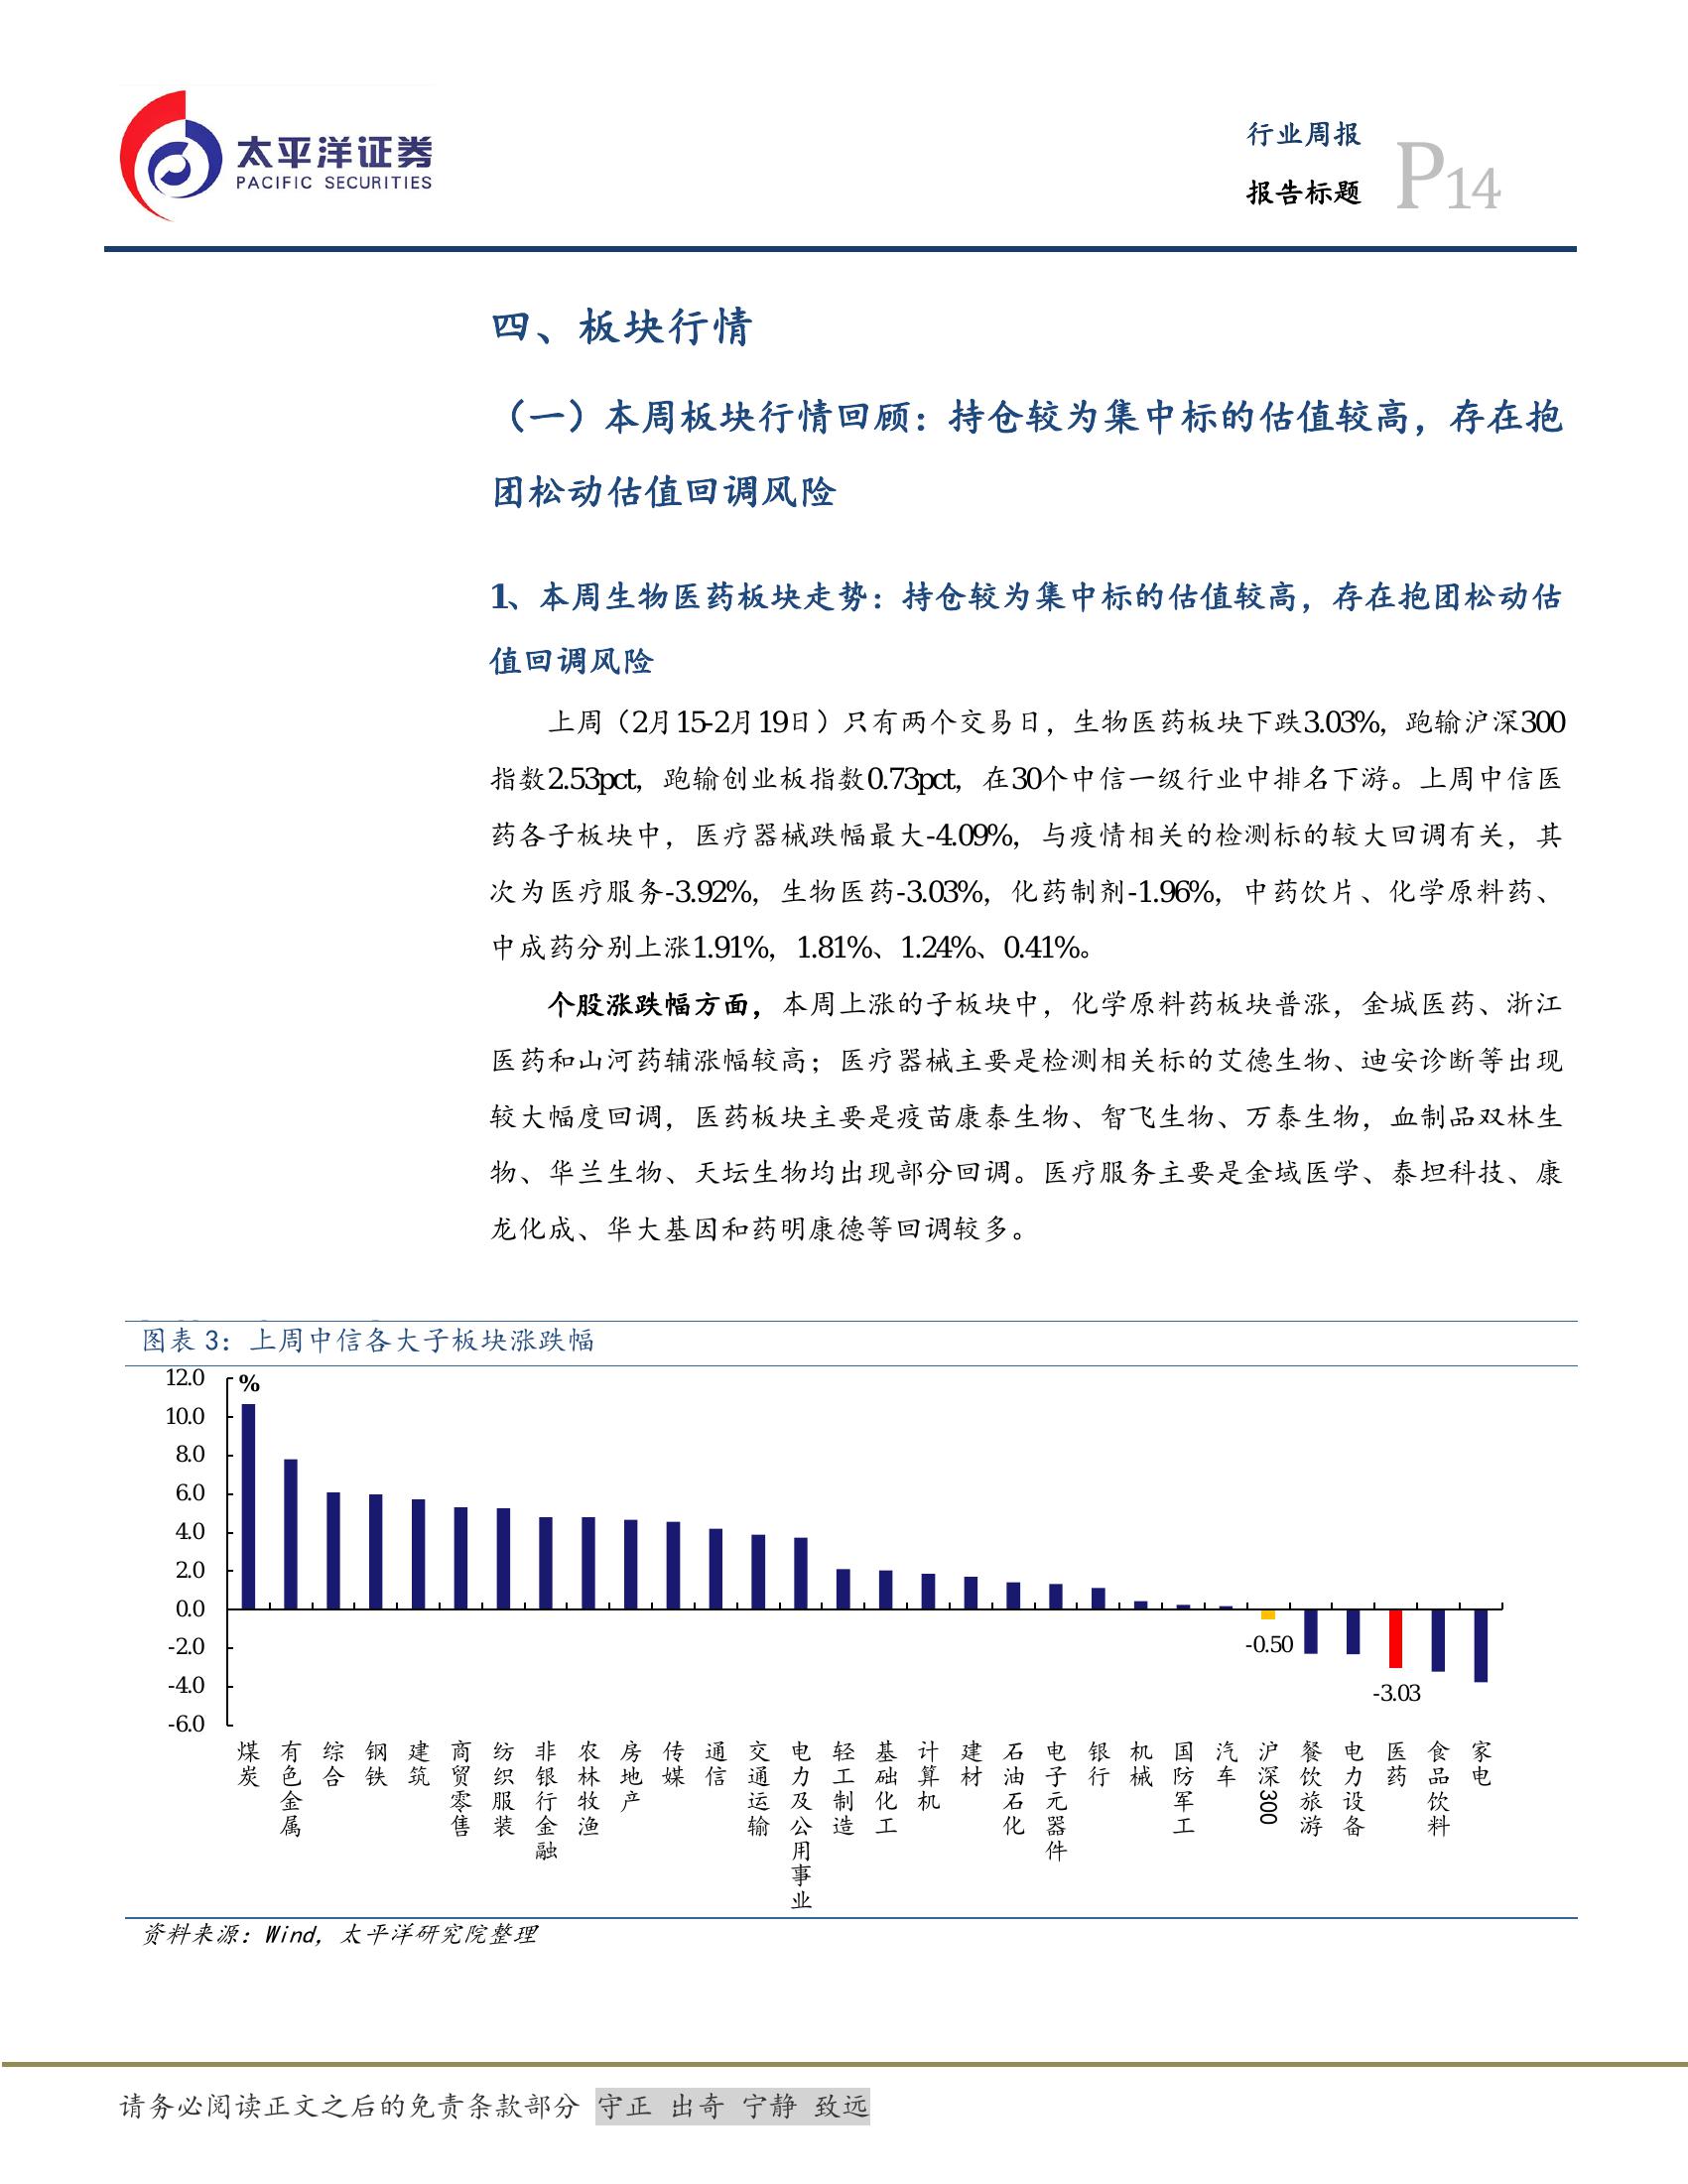 太平洋证券
PACIFIC SECURITIES
行业周报
报告标题
P14
四、板块行情
（一）本周板块行情回顾：持仓较为集中标的估值较高，存在抱
团松动估值回调风险
1、本周生物医药板块走势：持仓较为集中标的估值较高，存在抱团松动估
值回调风险
上周（2月15-2月19日）只有两个交易日，生物医药板块下跌3.03%，跑输沪深300
指数2.53pct，跑输创业板指数0.73pct，在30个中信一级行业中排名下游。上周中信医
药各子板块中，医疗器械跌幅最大-4.09%，与疫情相关的检测标的较大回调有关，其
次为医疗服务-3.92%，生物医药-3.03%，化药制剂-1.96%，中药饮片、化学原料药、
中成药分别上涨1.91%，1.81%、1.24%、0.41%。
个股涨跌幅方面，本周上涨的子板块中，化学原料药板块普涨，金城医药、浙江
医药和山河药辅涨幅较高；医疗器械主要是检测相关标的艾德生物、迪安诊断等出现
较大幅度回调，医药板块主要是疫苗康泰生物、智飞生物、万泰生物，血制品双林生
物、华兰生物、天坛生物均出现部分回调。医疗服务主要是金域医学、泰坦科技、康
龙化成、华大基因和药明康德等回调较多。
图表 3：上周中信各大子板块涨跌幅
%
12.0
10.0
8.0
6.0
4.0
2.0
0.0
-2.0
-4.0
-6.0
-0.50
-3.03
煤炭
有色金属
综合
钢铁
建筑
商贸零售
纺织服装
非银行金融
农林牧渔
房地产
传媒
通信
交通运输
电力及公用事业
轻工制造
基础化工
计算机
建材
石油石化
电子元器件
银行
机械
国防军工
汽车
沪深300
餐饮旅游
电力设备
医药
食品饮料
家电
资料来源：Wind，太平洋研究院整理
请务必阅读正文之后的免责条款部分 守正 出奇 宁静 致远